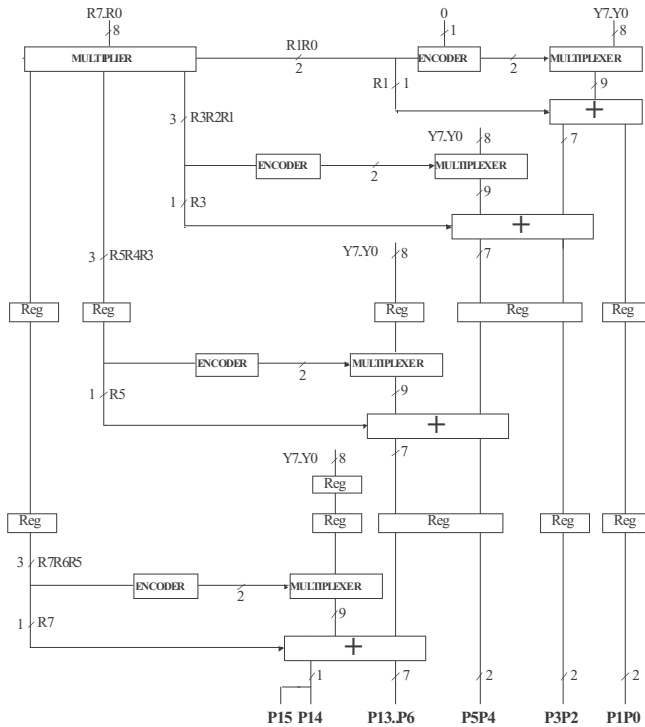 R7..R0 0 Y7..Y0
8 1 8
MULTIPLIER R1R0 2 ENCODER 2 MULTIPLEXER
R1 1 9
3 R3R2R1 +
Y7..Y0 8 7
ENCODER 2 MULTIPLEXER
1 R3 9
+
3 R5R4R3 Y7..Y0 8 7
Reg Reg Reg Reg Reg
ENCODER 2 MULTIPLEXER
1 R5 9
+
7
Y7..Y0 8
Reg
Reg Reg Reg Reg Reg
3 R7R6R5
ENCODER 2 MULTIPLEXER
1 R7 9
+
1 7 2 2 2
P15 P14 P13..P6 P5P4 P3P2 P1P0